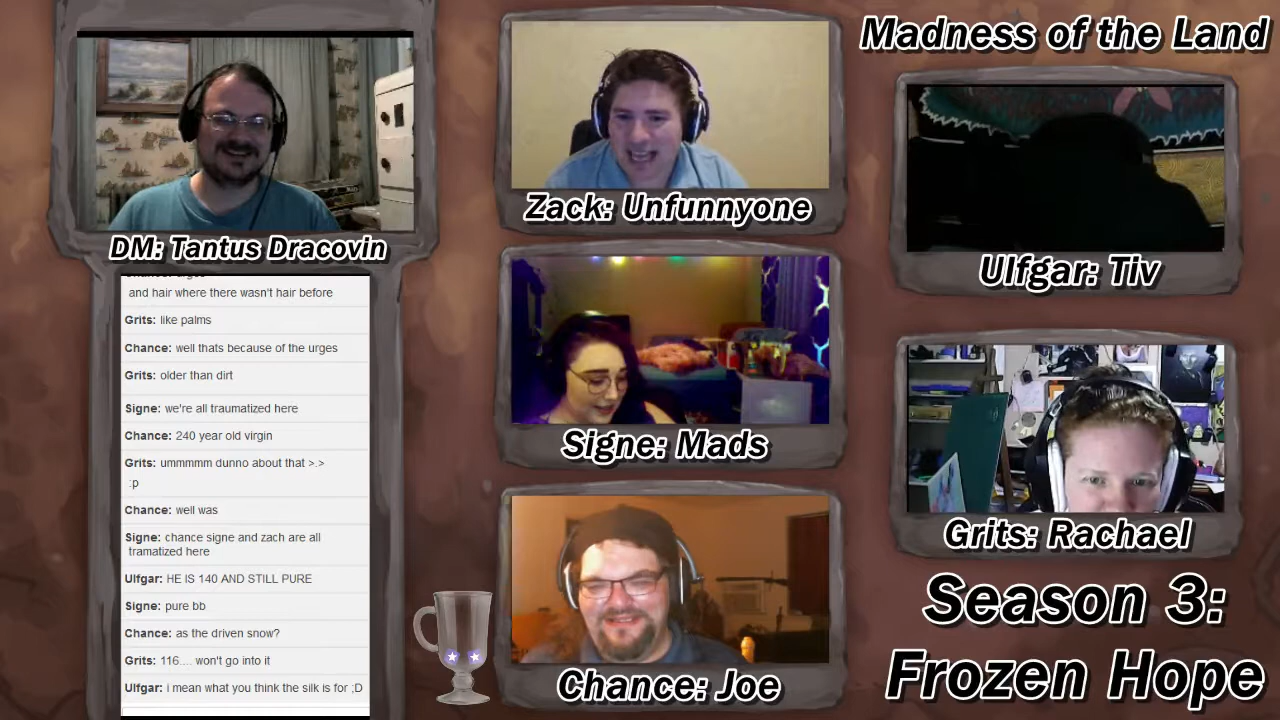 Madness of the Land
DM: Tantus Dracovin
Zack: Unfunnyone
Ulfgar: Tiv
Signe: Mads
Grits: Rachael
Chance: Joe
Season 3:
Frozen Hope
and hair where there wasn't hair before
Grits: like palms
Chance: well thats because of the urges
Grits: older than dirt
Signe: we're all traumatized here
Chance: 240 year old virgin
Grits: ummmmm dunno about that >.>
:p
Chance: well was
Signe: chance signe and zach are all
tramatized here
Ulfgar: HE IS 140 AND STILL PURE
Signe: pure bb
Chance: as the driven snow?
Grits: 116.... won't go into it
Ulfgar: i mean what you think the silk is for ;D